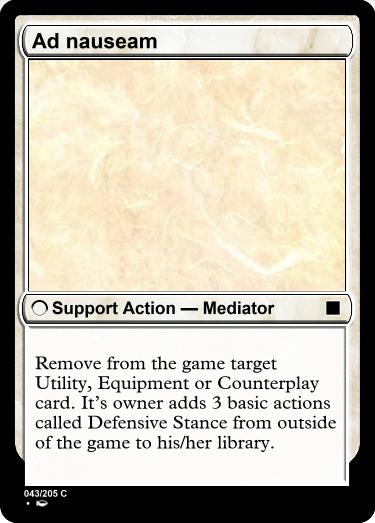 Ad nauseam
Support Action — Mediator
Remove from the game target
Utility, Equipment or Counterplay
card. It's owner adds 3 basic actions
called Defensive Stance from outside
of the game to his/her library.
043/205 C